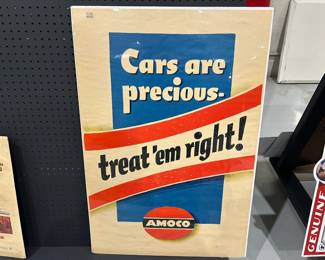 Cars are
precious-
treat 'em right!
AMOCO
GENUINE